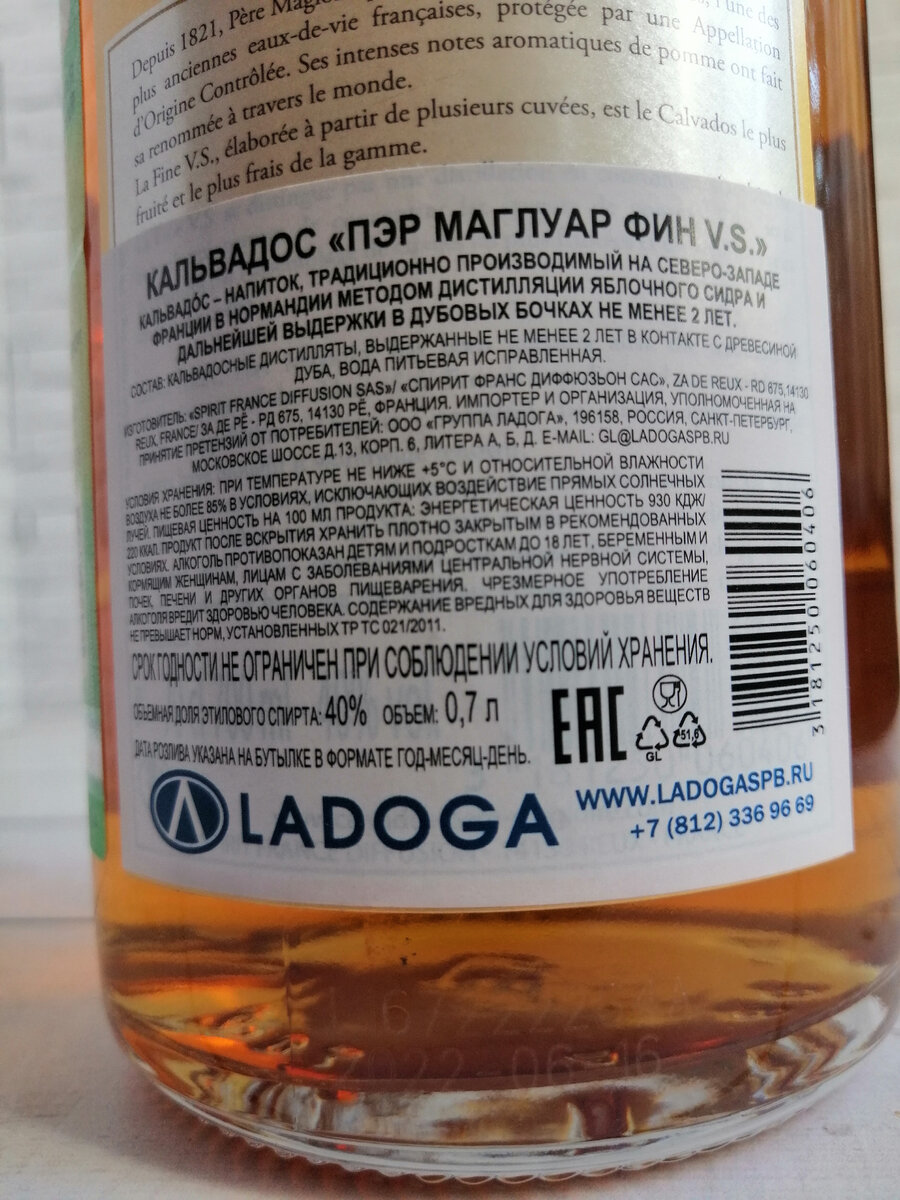 Depuis 1821, Père Magloire
l'une des
plus anciennes eaux-de-vie françaises, protégée par une Appellation
d'Origine Contrôlée. Ses intenses notes aromatiques de pomme ont fait
sa renommée à travers le monde.
La Fine V.S., élaborée à partir de plusieurs cuvées, est le Calvados le plus
fruité et le plus frais de la gamme.
КАЛЬВАДОС «ПЭР МАГЛУАР ФИН V.S.»
КАЛЬВАДО́С – НАПИТОК, ТРАДИЦИОННО ПРОИЗВОДИМЫЙ НА СЕВЕРО-ЗАПАДЕ
ФРАНЦИИ В НОРМАНДИИ МЕТОДОМ ДИСТИЛЛЯЦИИ ЯБЛОЧНОГО СИДРА И
ДАЛЬНЕЙШЕЙ ВЫДЕРЖКИ В ДУБОВЫХ БОЧКАХ НЕ МЕНЕЕ 2 ЛЕТ.
СОСТАВ: КАЛЬВАДОСНЫЕ ДИСТИЛЛЯТЫ, ВЫДЕРЖАННЫЕ НЕ МЕНЕЕ 2 ЛЕТ В КОНТАКТЕ С ДРЕВЕСИНОЙ
ДУБА, ВОДА ПИТЬЕВАЯ ИСПРАВЛЕННАЯ.
ИЗГОТОВИТЕЛЬ: «SPIRIT FRANCE DIFFUSION SAS»/ «СПИРИТ ФРАНС ДИФФЮЗЬОН САС», ZA DE REUX - RD 675,14130
REUX, FRANCE/ ЗА ДЕ РЁ - РД 675, 14130 РЁ, ФРАНЦИЯ. ИМПОРТЕР И ОРГАНИЗАЦИЯ, УПОЛНОМОЧЕННАЯ НА
ПРИНЯТИЕ ПРЕТЕНЗИЙ ОТ ПОТРЕБИТЕЛЕЙ: ООО «ГРУППА ЛАДОГА», 196158, РОССИЯ, САНКТ-ПЕТЕРБУРГ,
МОСКОВСКОЕ ШОССЕ Д.13, КОРП. 6, ЛИТЕРА А, Б, Д. E-MAIL: GL@LADOGASPB.RU
УСЛОВИЯ ХРАНЕНИЯ: ПРИ ТЕМПЕРАТУРЕ НЕ НИЖЕ +5°С И ОТНОСИТЕЛЬНОЙ ВЛАЖНОСТИ
ВОЗДУХА НЕ БОЛЕЕ 85% В УСЛОВИЯХ, ИСКЛЮЧАЮЩИХ ВОЗДЕЙСТВИЕ ПРЯМЫХ СОЛНЕЧНЫХ
ЛУЧЕЙ. ПИЩЕВАЯ ЦЕННОСТЬ НА 100 МЛ ПРОДУКТА: ЭНЕРГЕТИЧЕСКАЯ ЦЕННОСТЬ 930 КДЖ/
220 ККАЛ. ПРОДУКТ ПОСЛЕ ВСКРЫТИЯ ХРАНИТЬ ПЛОТНО ЗАКРЫТЫМ В РЕКОМЕНДОВАННЫХ
УСЛОВИЯХ. АЛКОГОЛЬ ПРОТИВОПОКАЗАН ДЕТЯМ И ПОДРОСТКАМ ДО 18 ЛЕТ, БЕРЕМЕННЫМ И
КОРМЯЩИМ ЖЕНЩИНАМ, ЛИЦАМ С ЗАБОЛЕВАНИЯМИ ЦЕНТРАЛЬНОЙ НЕРВНОЙ СИСТЕМЫ,
ПОЧЕК, ПЕЧЕНИ И ДРУГИХ ОРГАНОВ ПИЩЕВАРЕНИЯ. ЧРЕЗМЕРНОЕ УПОТРЕБЛЕНИЕ
АЛКОГОЛЯ ВРЕДИТ ЗДОРОВЬЮ ЧЕЛОВЕКА. СОДЕРЖАНИЕ ВРЕДНЫХ ДЛЯ ЗДОРОВЬЯ ВЕЩЕСТВ
НЕ ПРЕВЫШАЕТ НОРМ, УСТАНОВЛЕННЫХ ТР ТС 021/2011.
СРОК ГОДНОСТИ НЕ ОГРАНИЧЕН ПРИ СОБЛЮДЕНИИ УСЛОВИЙ ХРАНЕНИЯ.
ОБЪЕМНАЯ ДОЛЯ ЭТИЛОВОГО СПИРТА: 40% ОБЪЕМ: 0,7 л
ДАТА РОЗЛИВА УКАЗАНА НА БУТЫЛКЕ В ФОРМАТЕ ГОД-МЕСЯЦ-ДЕНЬ.
EAC
GL
51,6
3 181250 060406
LADOGA
WWW.LADOGASPB.RU
+7 (812) 336 96 69
2022-06-16